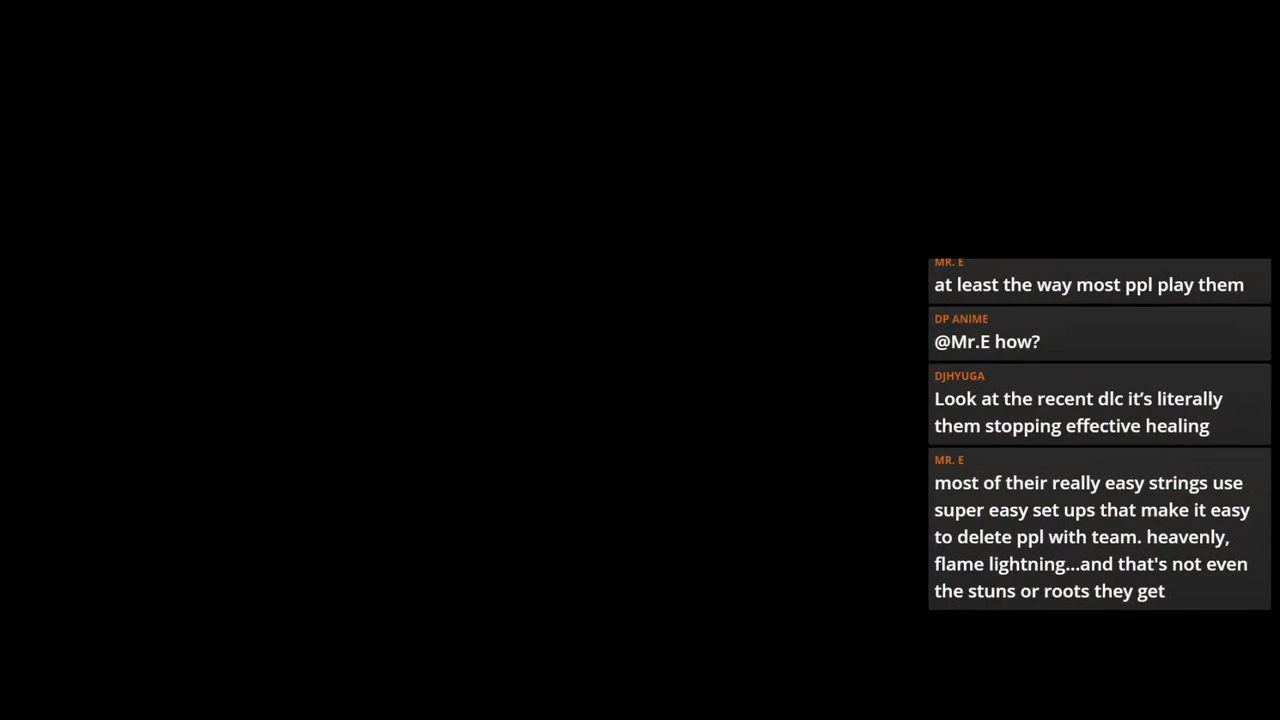 MR. E
at least the way most ppl play them
DP ANIME
@Mr.E how?
DJHYUGA
Look at the recent dlc it’s literally
them stopping effective healing
MR. E
most of their really easy strings use
super easy set ups that make it easy
to delete ppl with team. heavenly,
flame lightning...and that's not even
the stuns or roots they get